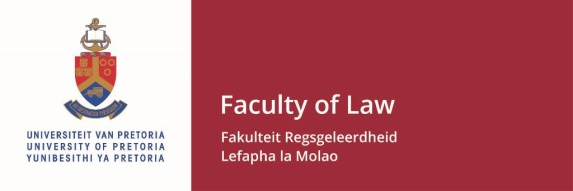 UNIVERSITEIT VAN PRETORIA
UNIVERSITY OF PRETORIA
YUNIBESITHI YA PRETORIA
Faculty of Law
Fakulteit Regsgeleerdheid
Lefapha la Molao